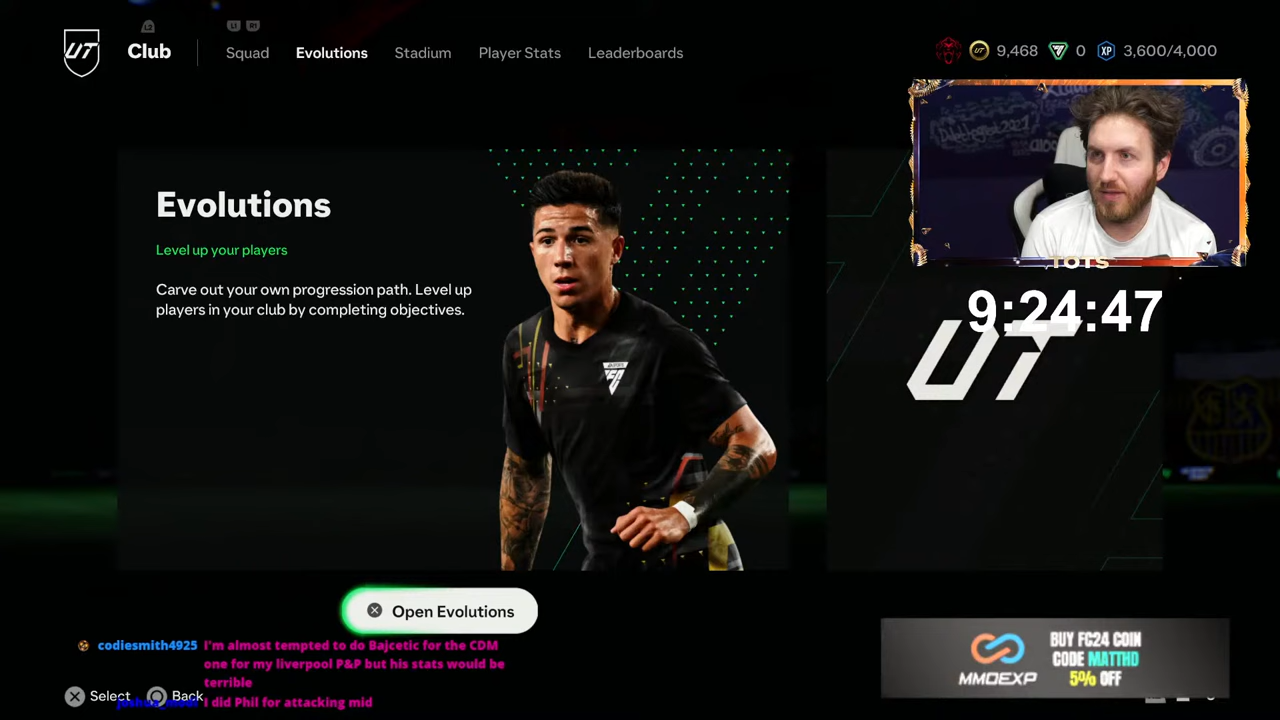 UT
Club
Squad
Evolutions
Stadium
Player Stats
Leaderboards
9,468
0
XP
3,600/4,000
Evolutions
Level up your players
Carve out your own progression path. Level up
players in your club by completing objectives.
TOTS
9:24:47
UT
Open Evolutions
codiesmith4925 I'm almost tempted to do Bajcetic for the CDM
one for my liverpool P&P but his stats would be
terrible
I did Phil for attacking mid
Select
Back
MMOEXP
BUY FC24 COIN
CODE MATTHD
5% OFF